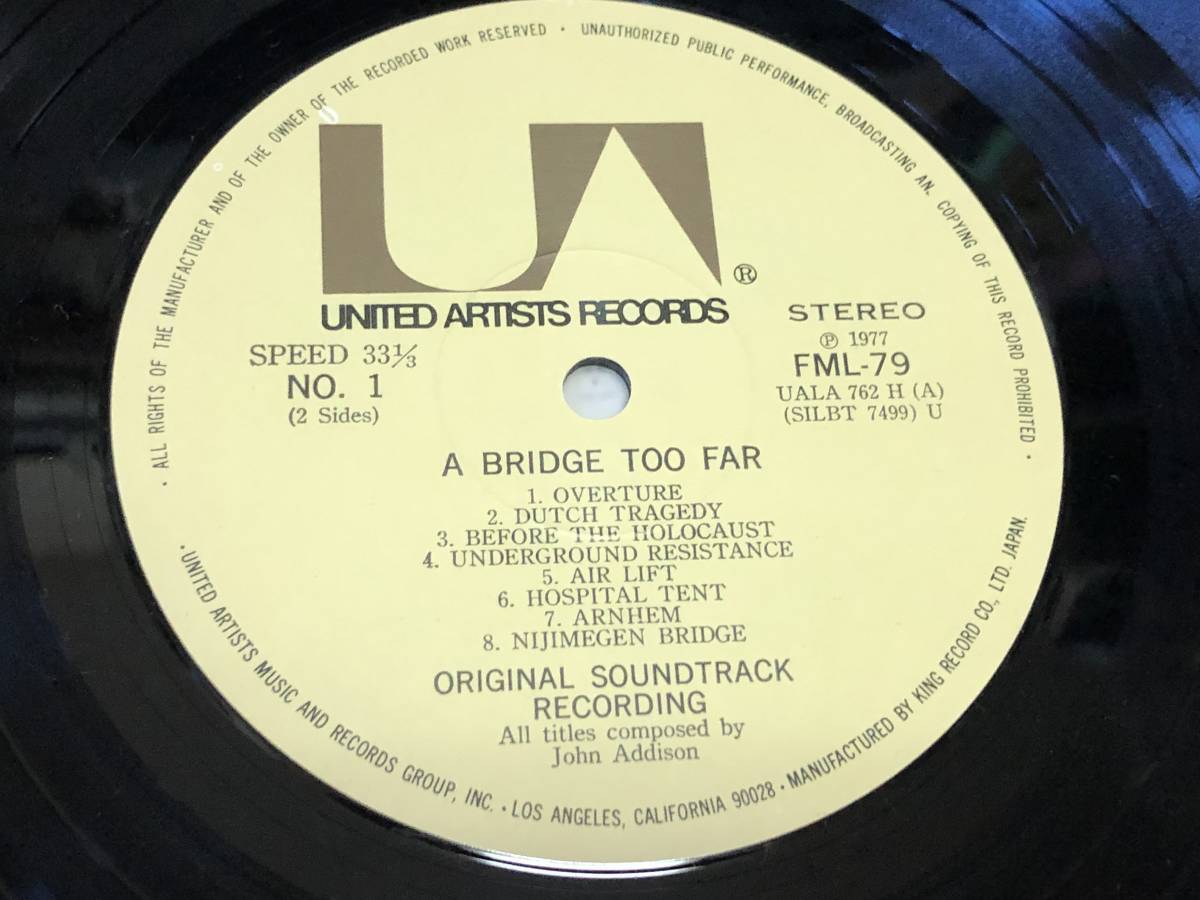 · ALL RIGHTS OF THE MANUFACTURER AND OF THE OWNER OF THE RECORDED WORK RESERVED · UNAUTHORIZED PUBLIC PERFORMANCE, BROADCASTING AN. COPYING OF THIS RECORD PROHIBITED ·
UA
®
UNITED ARTISTS RECORDS
SPEED 33⅓
NO. 1
(2 Sides)
STEREO
Ⓟ 1977
FML-79
UALA 762 H (A)
(SILBT 7499) U
A BRIDGE TOO FAR
1. OVERTURE
2. DUTCH TRAGEDY
3. BEFORE THE HOLOCAUST
4. UNDERGROUND RESISTANCE
5. AIR LIFT
6. HOSPITAL TENT
7. ARNHEM
8. NIJIMEGEN BRIDGE
ORIGINAL SOUNDTRACK
RECORDING
All titles composed by
John Addison
· UNITED ARTISTS MUSIC AND RECORDS GROUP, INC. · LOS ANGELES, CALIFORNIA 90028 · MANUFACTURED BY KING RECORD CO., LTD. JAPAN.